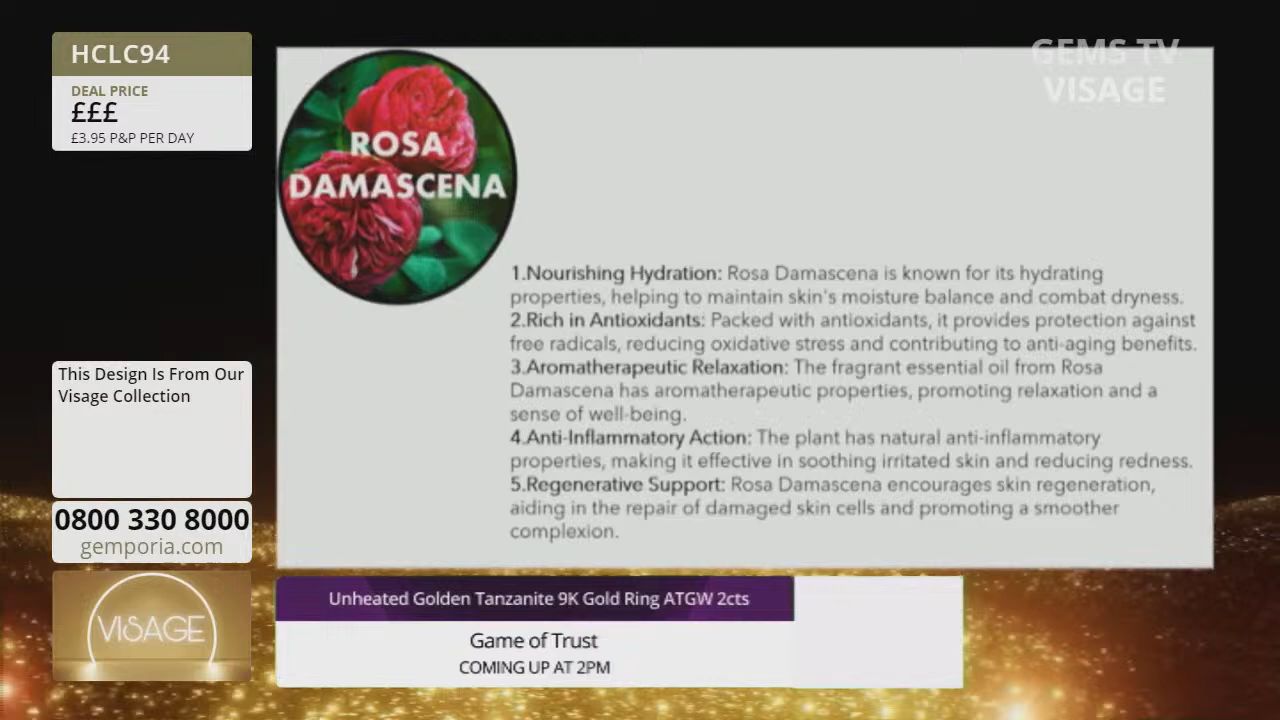 HCLC94
DEAL PRICE
£££
£3.95 P&P PER DAY
GEMS TV
VISAGE
ROSA
DAMASCENA
1.Nourishing Hydration: Rosa Damascena is known for its hydrating
properties, helping to maintain skin's moisture balance and combat dryness.
2.Rich in Antioxidants: Packed with antioxidants, it provides protection against
free radicals, reducing oxidative stress and contributing to anti-aging benefits.
3.Aromatherapeutic Relaxation: The fragrant essential oil from Rosa
Damascena has aromatherapeutic properties, promoting relaxation and a
sense of well-being.
4.Anti-Inflammatory Action: The plant has natural anti-inflammatory
properties, making it effective in soothing irritated skin and reducing redness.
5.Regenerative Support: Rosa Damascena encourages skin regeneration,
aiding in the repair of damaged skin cells and promoting a smoother
complexion.
This Design Is From Our
Visage Collection
0800 330 8000
gemporia.com
VISAGE
Unheated Golden Tanzanite 9K Gold Ring ATGW 2cts
Game of Trust
COMING UP AT 2PM